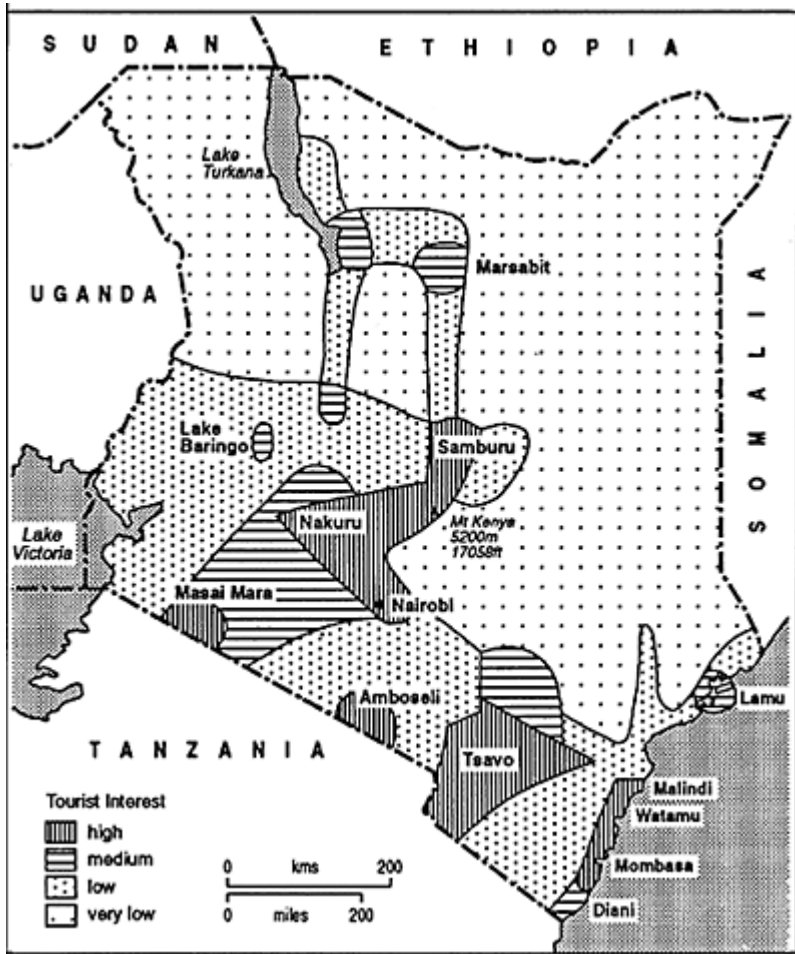 SUDAN
ETHIOPIA
Lake
Turkana
Marsabit
UGANDA
SOMALIA
Lake
Baringo
Samburu
Lake
Victoria
Nakuru
Mt Kenya
5200m
17058ft
Masai Mara
Nairobi
Amboseli
Lamu
TANZANIA
Tsavo
Malindi
Watamu
Mombasa
Diani
Tourist Interest
high
medium
low
very low
0 kms 200
0 miles 200